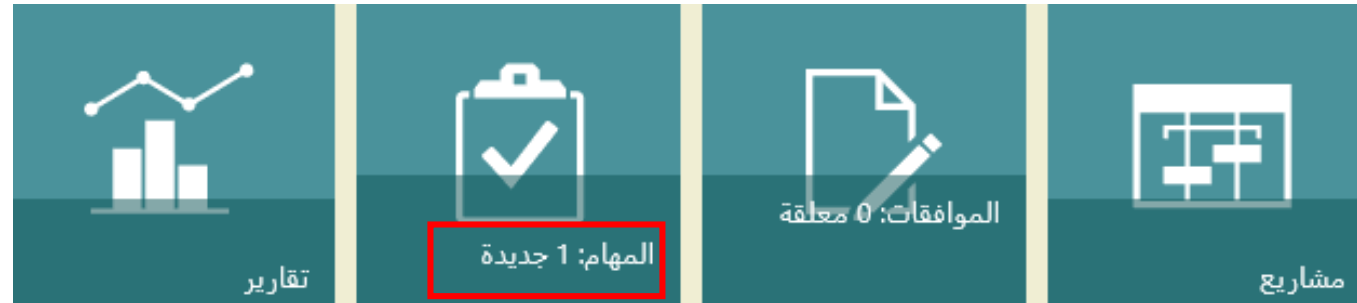 مشاريع
الموافقات: 0 معلقة
المهام: 1 جديدة
تقارير